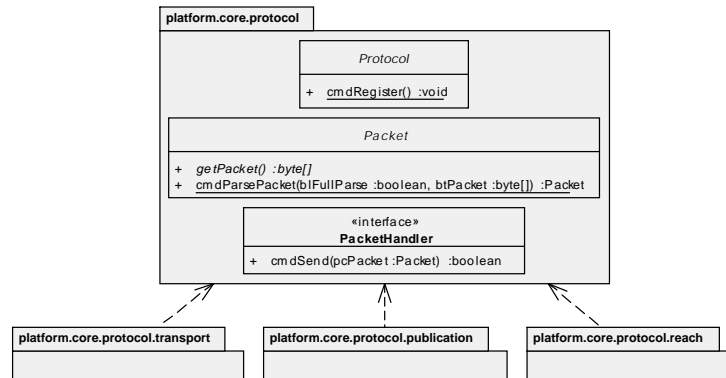 platform.core.protocol
Protocol
+ cmdRegister() :void
Packet
+ getPacket() :byte[]
+ cmdParsePacket(blFullParse :boolean, btPacket :byte[]) :Packet
«interface»
PacketHandler
+ cmdSend(pcPacket :Packet) :boolean
platform.core.protocol.transport
platform.core.protocol.publication
platform.core.protocol.reach